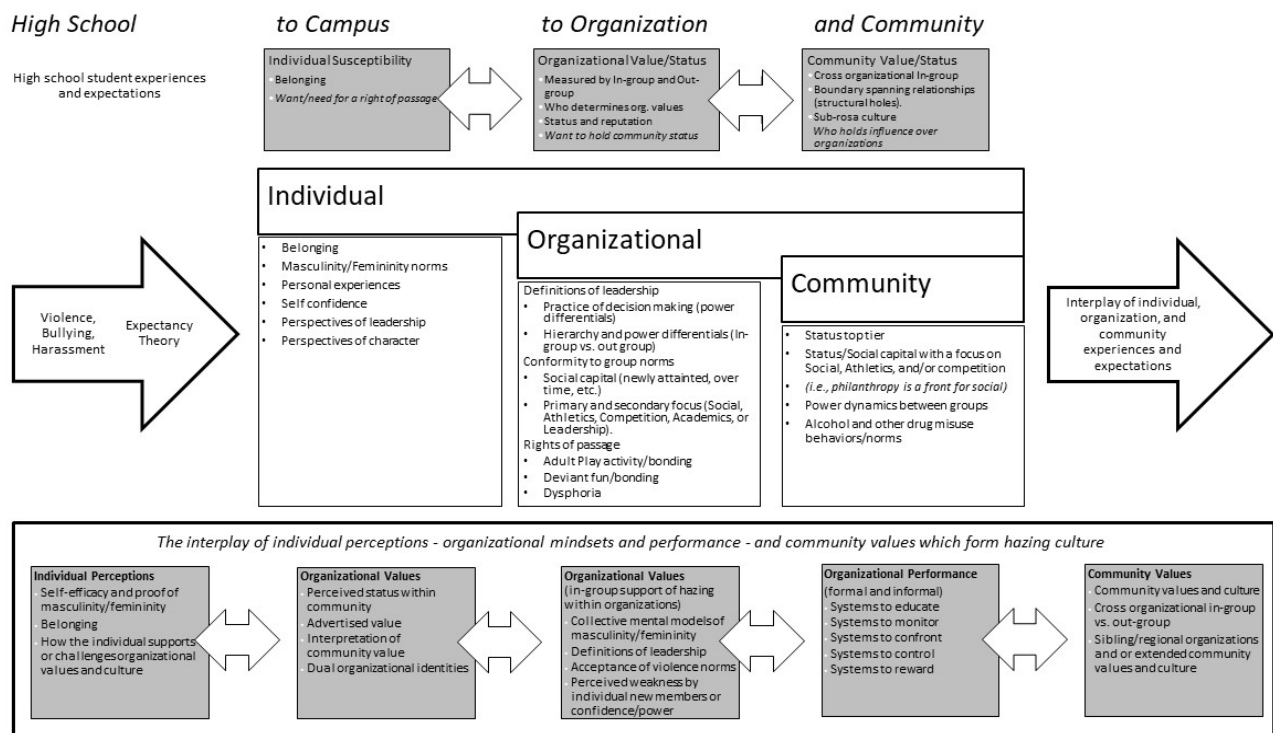 High School
to Campus
to Organization
and Community
High school student experiences
and expectations
Individual Susceptibility
Belonging
Want/need for a right of passage
Organizational Value/Status
Measured by In-group and Out-
group
Who determines org. values
Status and reputation
Want to hold community status
Community Value/Status
Cross organizational In-group
Boundary spanning relationships
(structural holes).
Sub-rosa culture
Who holds influence over
organizations
Violence,
Bullying,
Harassment
Expectancy
Theory
Individual
• Belonging
• Masculinity/Femininity norms
• Personal experiences
• Self confidence
• Perspectives of leadership
• Perspectives of character
Organizational
Definitions of leadership
• Practice of decision making (power
differentials)
• Hierarchy and power differentials (In-
group vs. out group)
Conformity to group norms
• Social capital (newly attainted, over
time, etc.)
• Primary and secondary focus (Social,
Athletics, Competition, Academics, or
Leadership).
Rights of passage
• Adult Play activity/bonding
• Deviant fun/bonding
• Dysphoria
Community
• Status top tier
• Status/Social capital with a focus on
Social, Athletics, and/or competition
• (i.e., philanthropy is a front for social)
• Power dynamics between groups
• Alcohol and other drug misuse
behaviors/norms
Interplay of individual,
organization, and
community
experiences and
expectations
The interplay of individual perceptions - organizational mindsets and performance - and community values which form hazing culture
Individual Perceptions
Self-efficacy and proof of
masculinity/femininity
Belonging
How the individual supports
or challenges organizational
values and culture
Organizational Values
Perceived status within
community
Advertised value
Interpretation of
community value
Dual organizational identities
Organizational Values
(in-group support of hazing
within organizations)
Collective mental models of
masculinity/femininity
Definitions of leadership
Acceptance of violence norms
Perceived weakness by
individual new members or
confidence/power
Organizational Performance
(formal and informal)
Systems to educate
Systems to monitor
Systems to confront
Systems to control
Systems to reward
Community Values
Community values and culture
Cross organizational in-group
vs. out-group
Sibling/regional organizations
and or extended community
values and culture